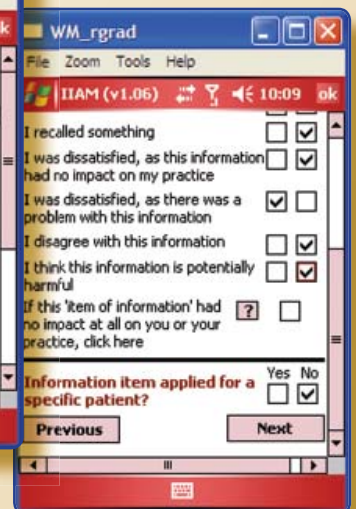 k
WM_rgrad
File Zoom Tools Help
IIAM (v1.06) 10:09 ok
I recalled something
I was dissatisfied, as this information
had no impact on my practice
I was dissatisfied, as there was a
problem with this information
I disagree with this information
I think this information is potentially
harmful
If this 'item of information' had ?
no impact at all on you or your
practice, click here
Yes No
Information item applied for a
specific patient?
Previous Next